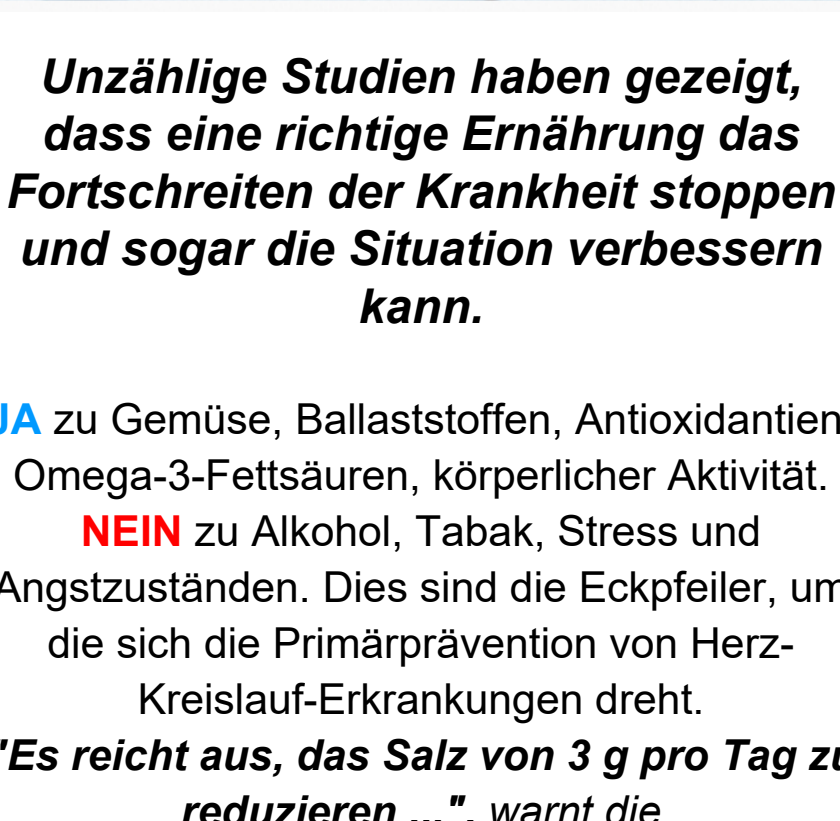 Unzählige Studien haben gezeigt,
dass eine richtige Ernährung das
Fortschreiten der Krankheit stoppen
und sogar die Situation verbessern
kann.
JA zu Gemüse, Ballaststoffen, Antioxidantien
Omega-3-Fettsäuren, körperlicher Aktivität.
NEIN zu Alkohol, Tabak, Stress und
Angstzuständen. Dies sind die Eckpfeiler, um
die sich die Primärprävention von Herz-
Kreislauf-Erkrankungen dreht.
"Es reicht aus, das Salz von 3 g pro Tag zu
reduzieren ...", warnt die